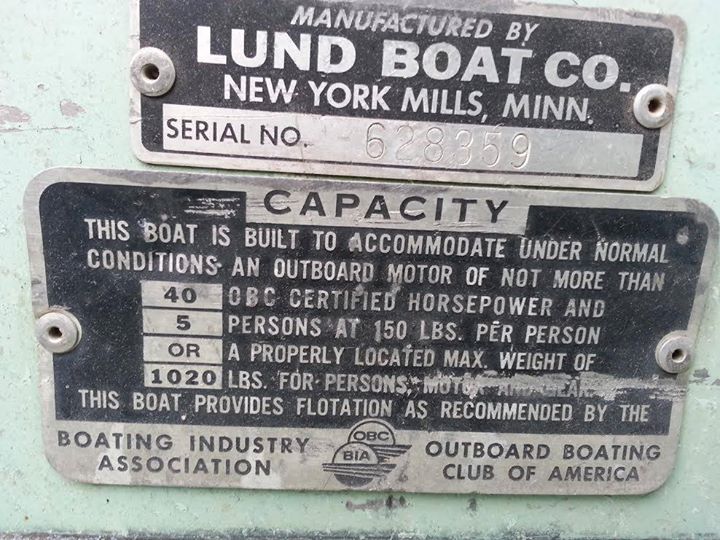 MANUFACTURED BY
LUND BOAT CO.
NEW YORK MILLS, MINN.
SERIAL NO. 628359
CAPACITY
THIS BOAT IS BUILT TO ACCOMMODATE UNDER NORMAL
CONDITIONS AN OUTBOARD MOTOR OF NOT MORE THAN
40 OBC CERTIFIED HORSEPOWER AND
5 PERSONS AT 150 LBS. PER PERSON
OR A PROPERLY LOCATED MAX. WEIGHT OF
1020 LBS. FOR PERSONS, MOTOR AND GEAR.
THIS BOAT PROVIDES FLOTATION AS RECOMMENDED BY THE
BOATING INDUSTRY
ASSOCIATION
OBC
BIA
OUTBOARD BOATING
CLUB OF AMERICA